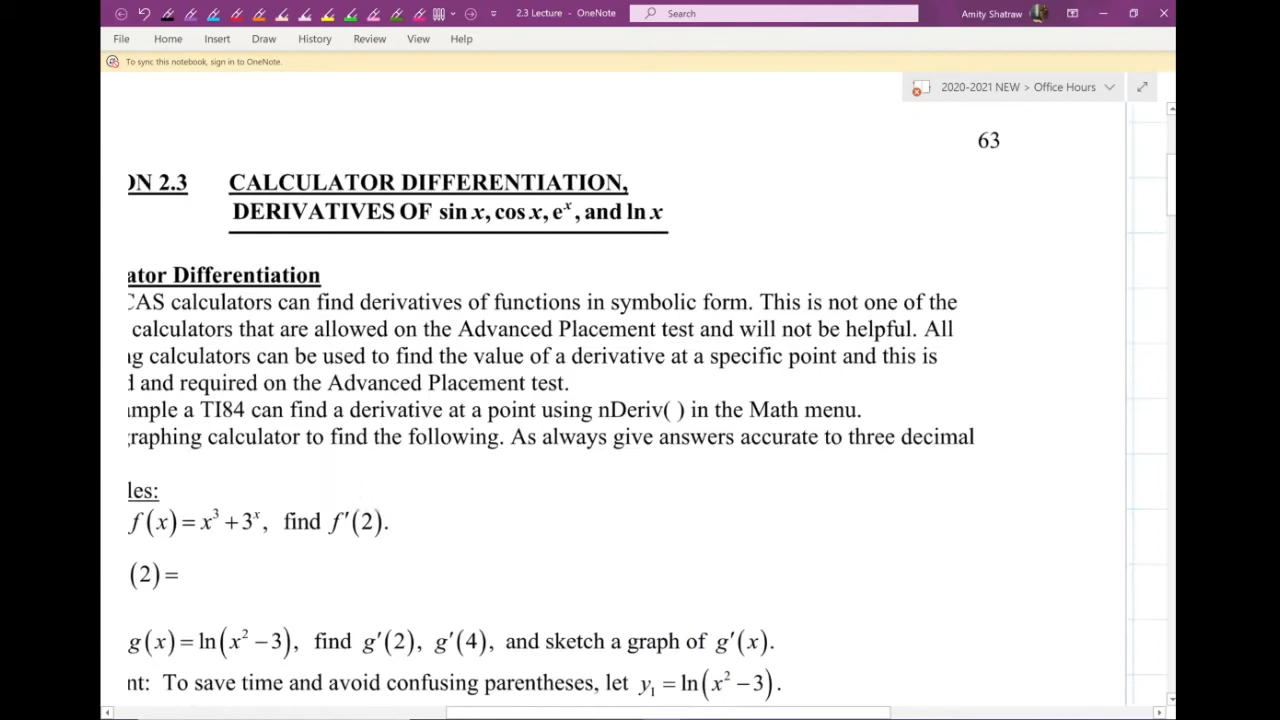 2.3 Lecture - OneNote
Search
Amity Shatraw
File Home Insert Draw History Review View Help
To sync this notebook, sign in to OneNote.
2020-2021 NEW > Office Hours
63
ON 2.3 CALCULATOR DIFFERENTIATION,
DERIVATIVES OF sin x, cos x, eˣ, and ln x
ator Differentiation
CAS calculators can find derivatives of functions in symbolic form. This is not one of the
calculators that are allowed on the Advanced Placement test and will not be helpful. All
ng calculators can be used to find the value of a derivative at a specific point and this is
d and required on the Advanced Placement test.
ample a TI84 can find a derivative at a point using nDeriv( ) in the Math menu.
graphing calculator to find the following. As always give answers accurate to three decimal
les:
f(x) = x³ + 3ˣ, find f′(2).
(2) =
g(x) = ln(x² − 3), find g′(2), g′(4), and sketch a graph of g′(x).
nt: To save time and avoid confusing parentheses, let y₁ = ln(x² − 3).